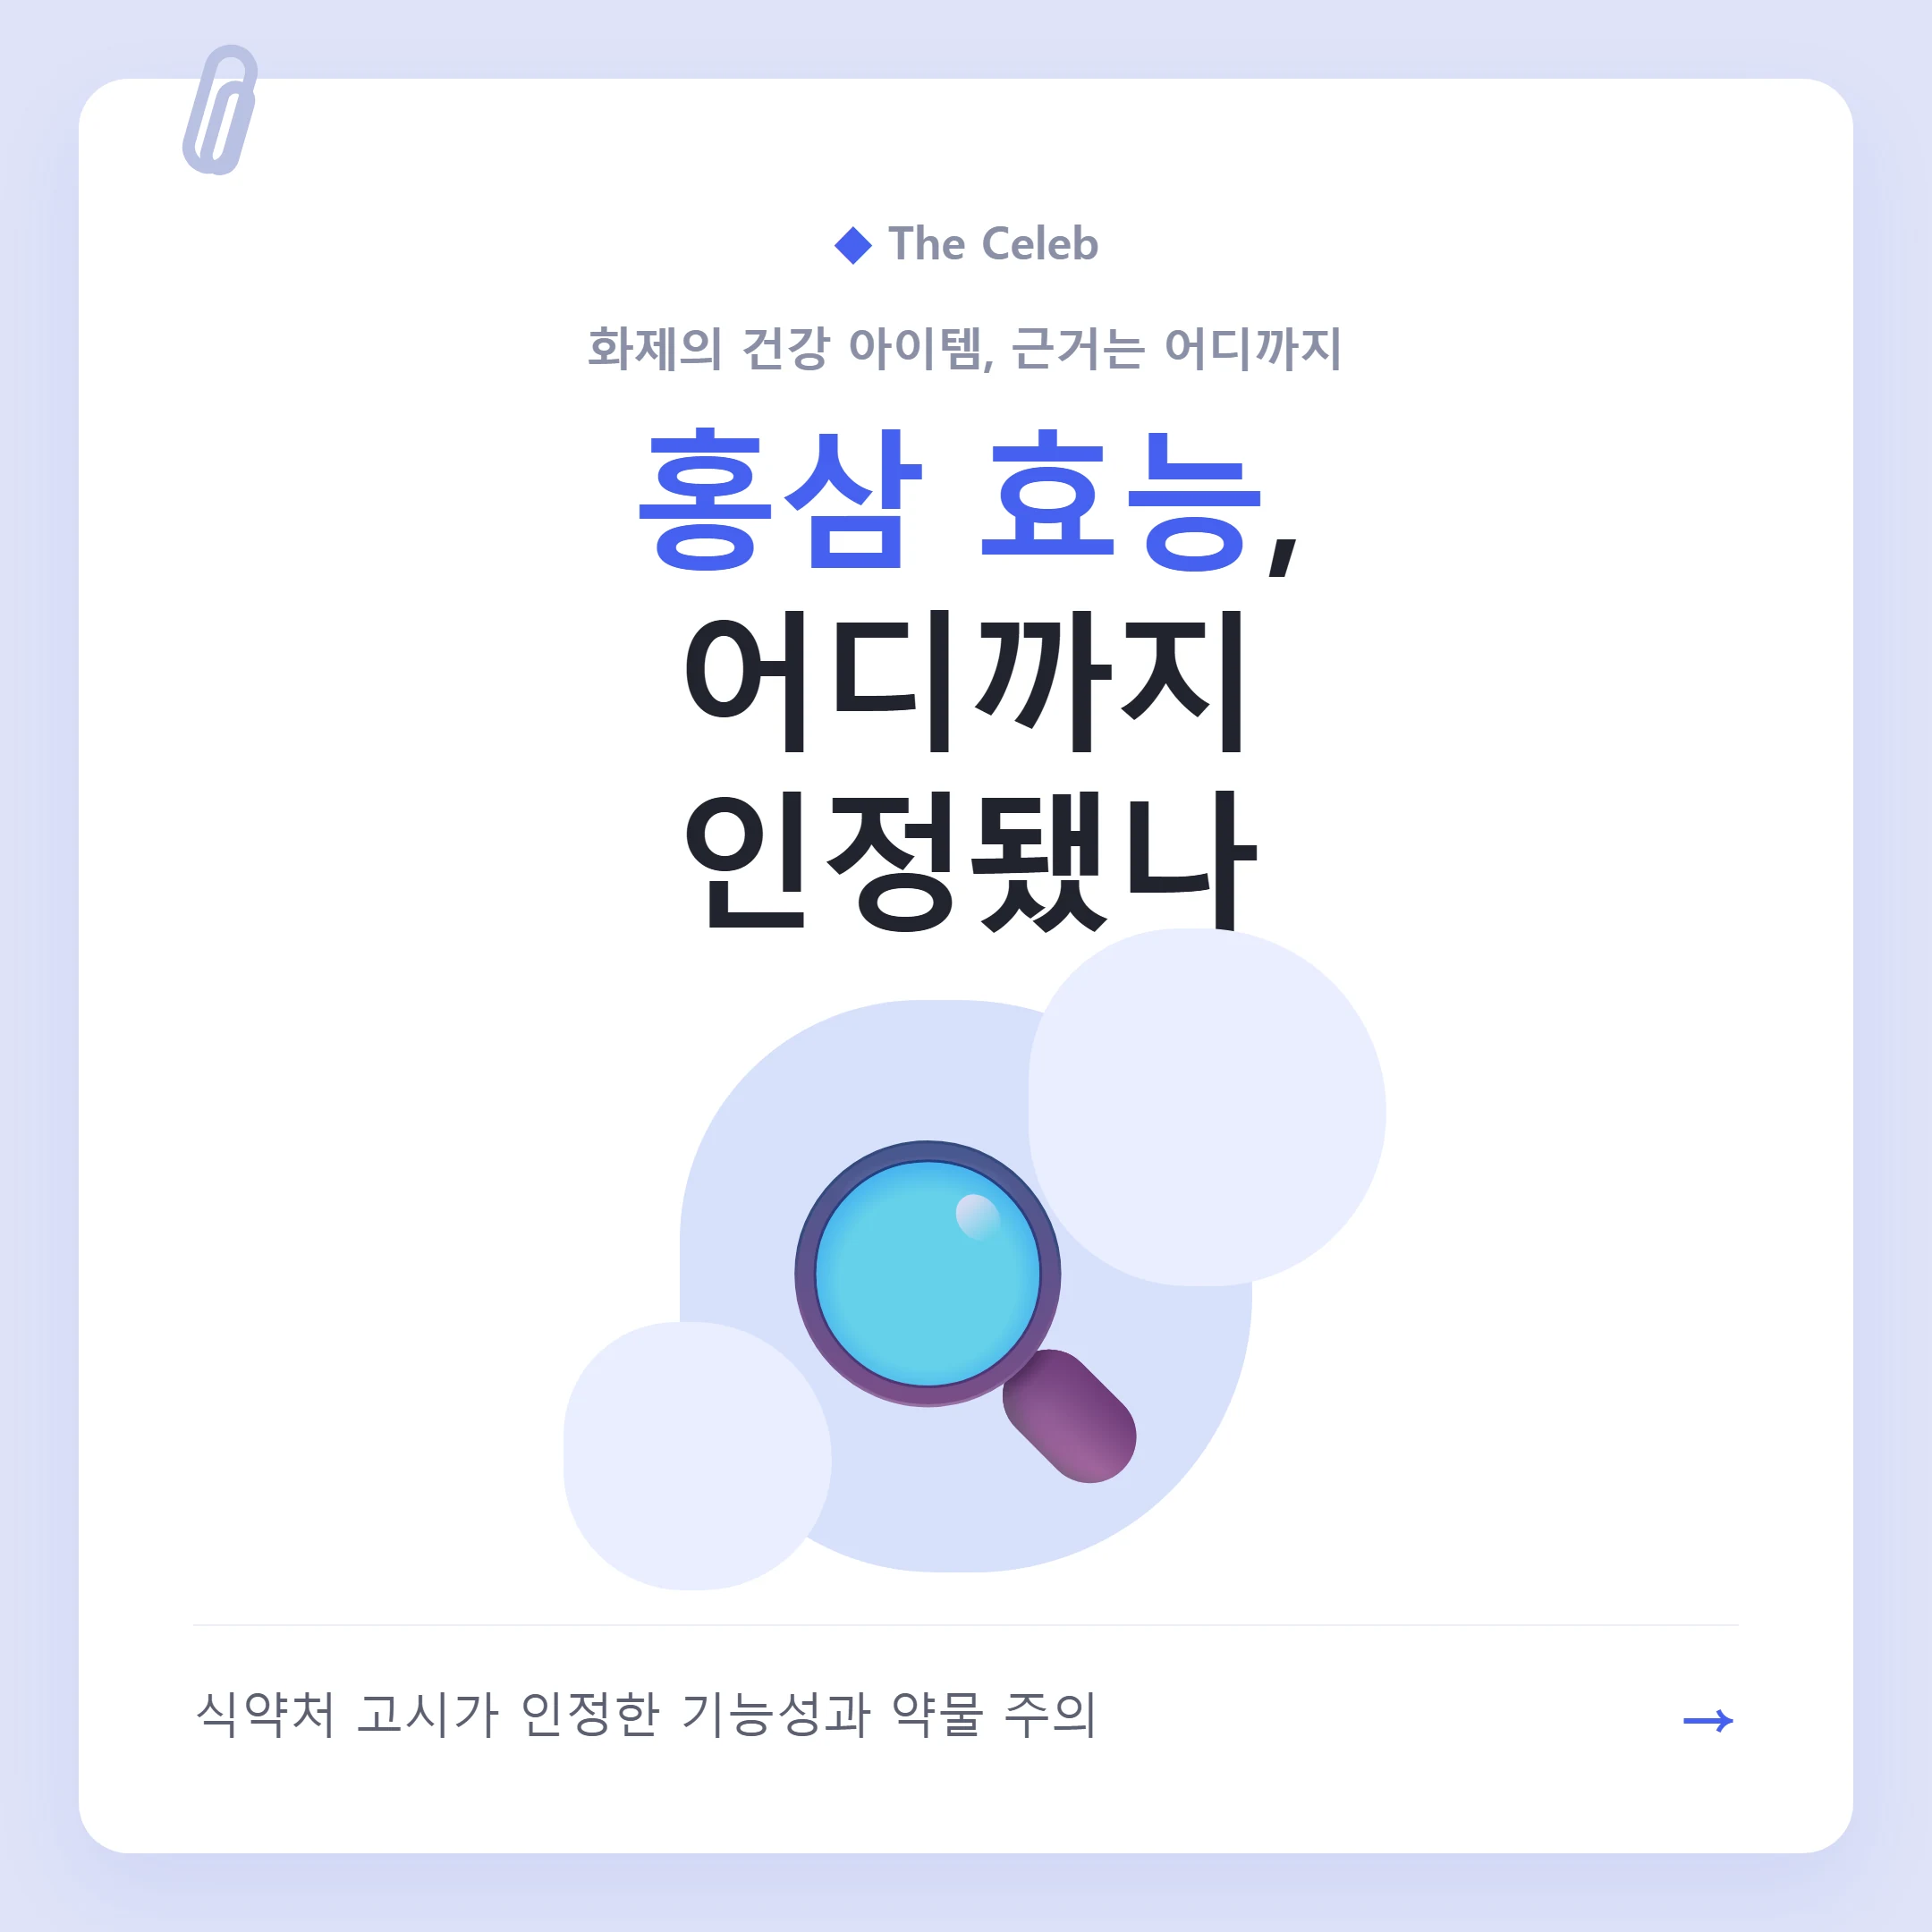 The Celeb
화제의 건강 아이템, 근거는 어디까지
홍삼 효능,
어디까지
인정됐나
식약처 고시가 인정한 기능성과 약물 주의
→